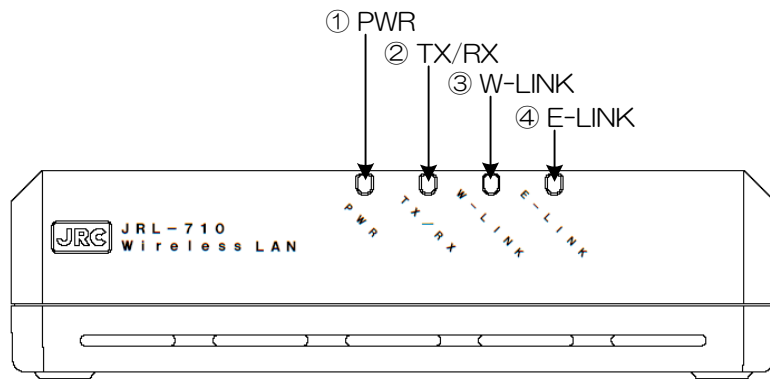 ① PWR
② TX/RX
③ W-LINK
④ E-LINK
PWR
TX/RX
W-LINK
E-LINK
JRC
JRL-710
Wireless LAN